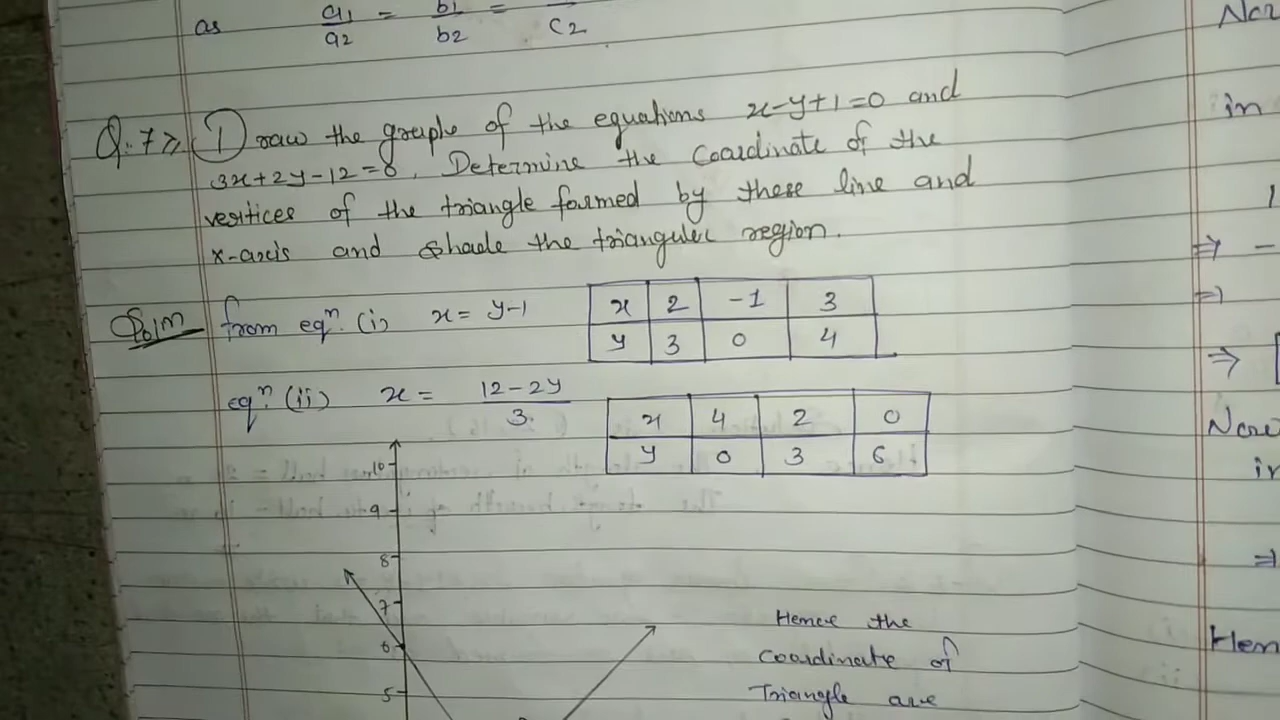 as a1/a2 = b1/b2 = /c2
Q.7> Draw the graph of the equations x-y+1=0 and
3x+2y-12=0. Determine the coordinate of the
vertices of the triangle formed by these line and
x-axis and shade the trianguler region.
Soln from eqn. (i) x = y-1
x 2 -1 3
y 3 0 4
eqn. (ii) x = 12-2y/3.
x 4 2 0
y 0 3 6
10
9
8
7
6
5
Hence the
coordinate of
Triangle are
in
⇒ -
⇒
⇒
in
⇒